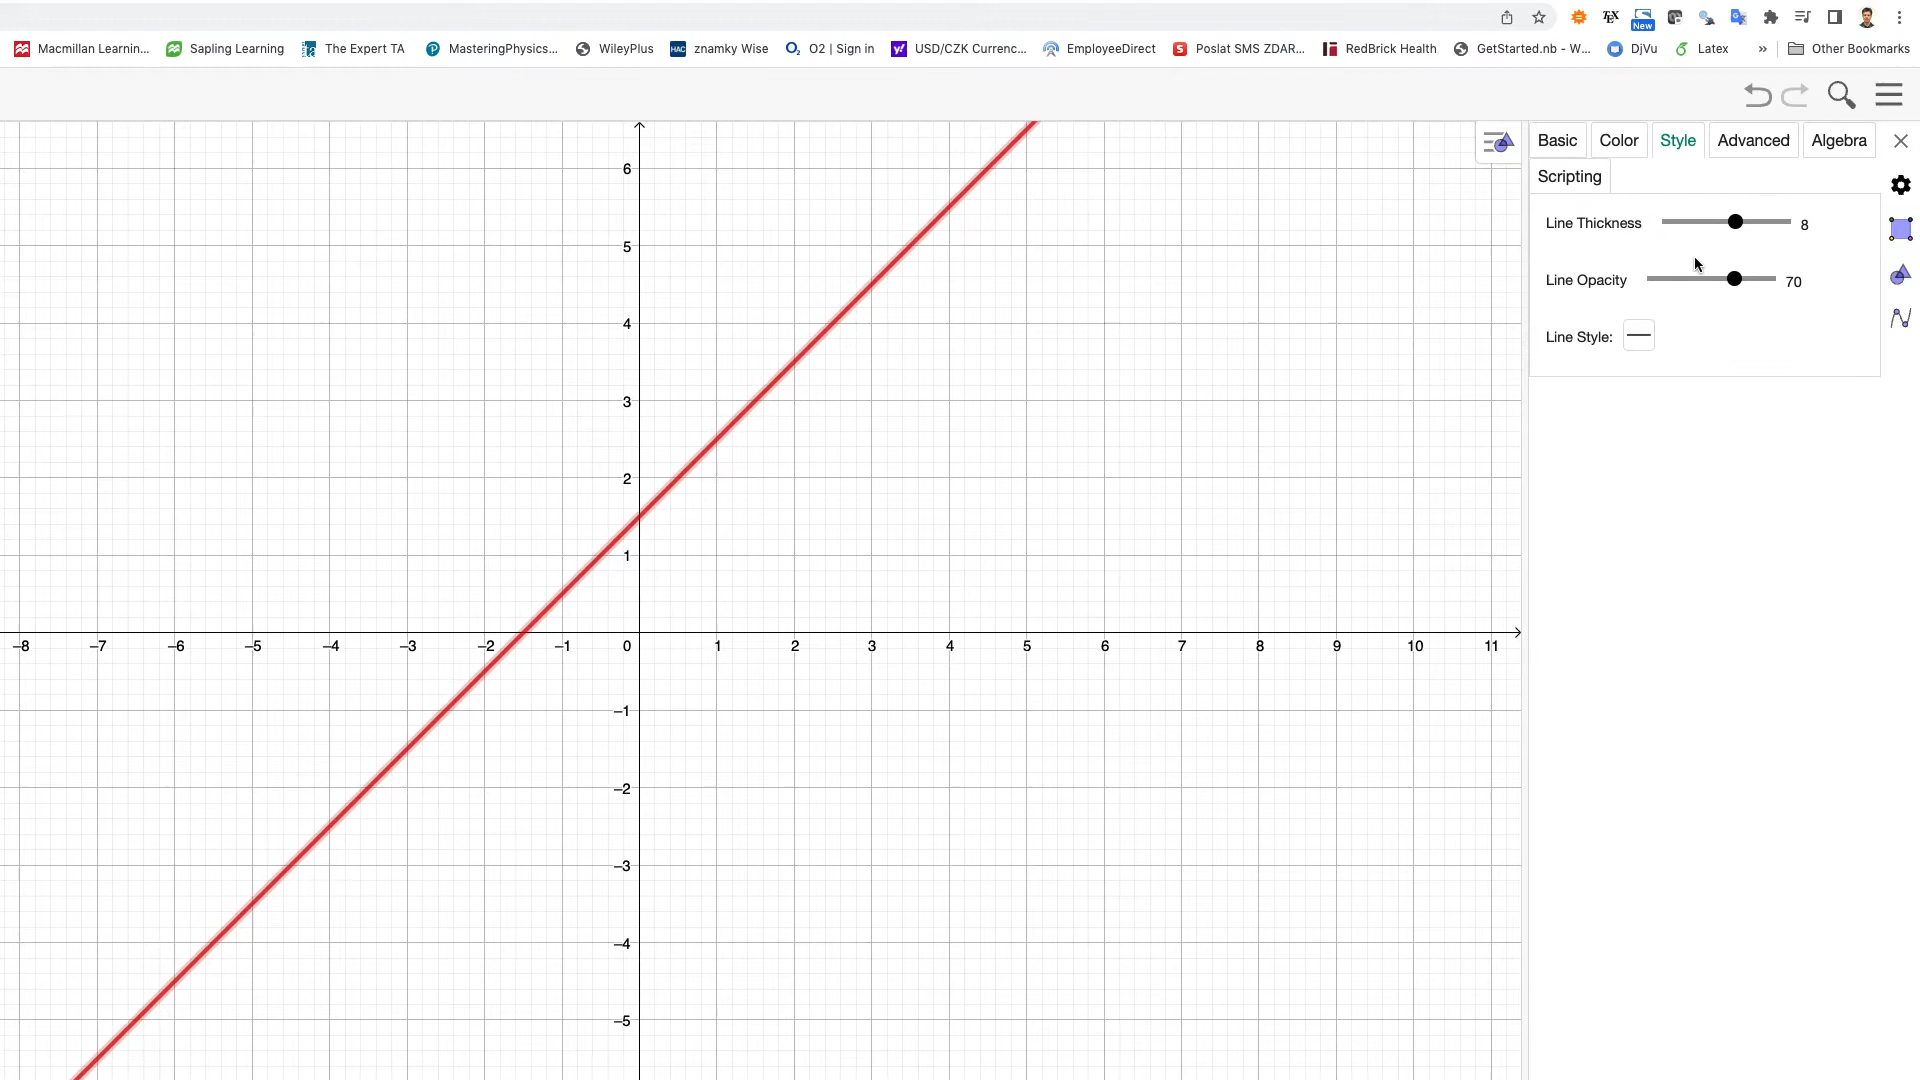 New
Macmillan Learnin... Sapling Learning The Expert TA MasteringPhysics... WileyPlus HAC znamky Wise O2 O2 | Sign in y! USD/CZK Currenc... EmployeeDirect S Poslat SMS ZDAR... RedBrick Health GetStarted.nb - W... DjVu Latex » Other Bookmarks
Basic Color Style Advanced Algebra
Scripting
Line Thickness 8
Line Opacity 70
Line Style:
6
5
4
3
2
1
–8 –7 –6 –5 –4 –3 –2 –1 0 1 2 3 4 5 6 7 8 9 10 11
–1
–2
–3
–4
–5